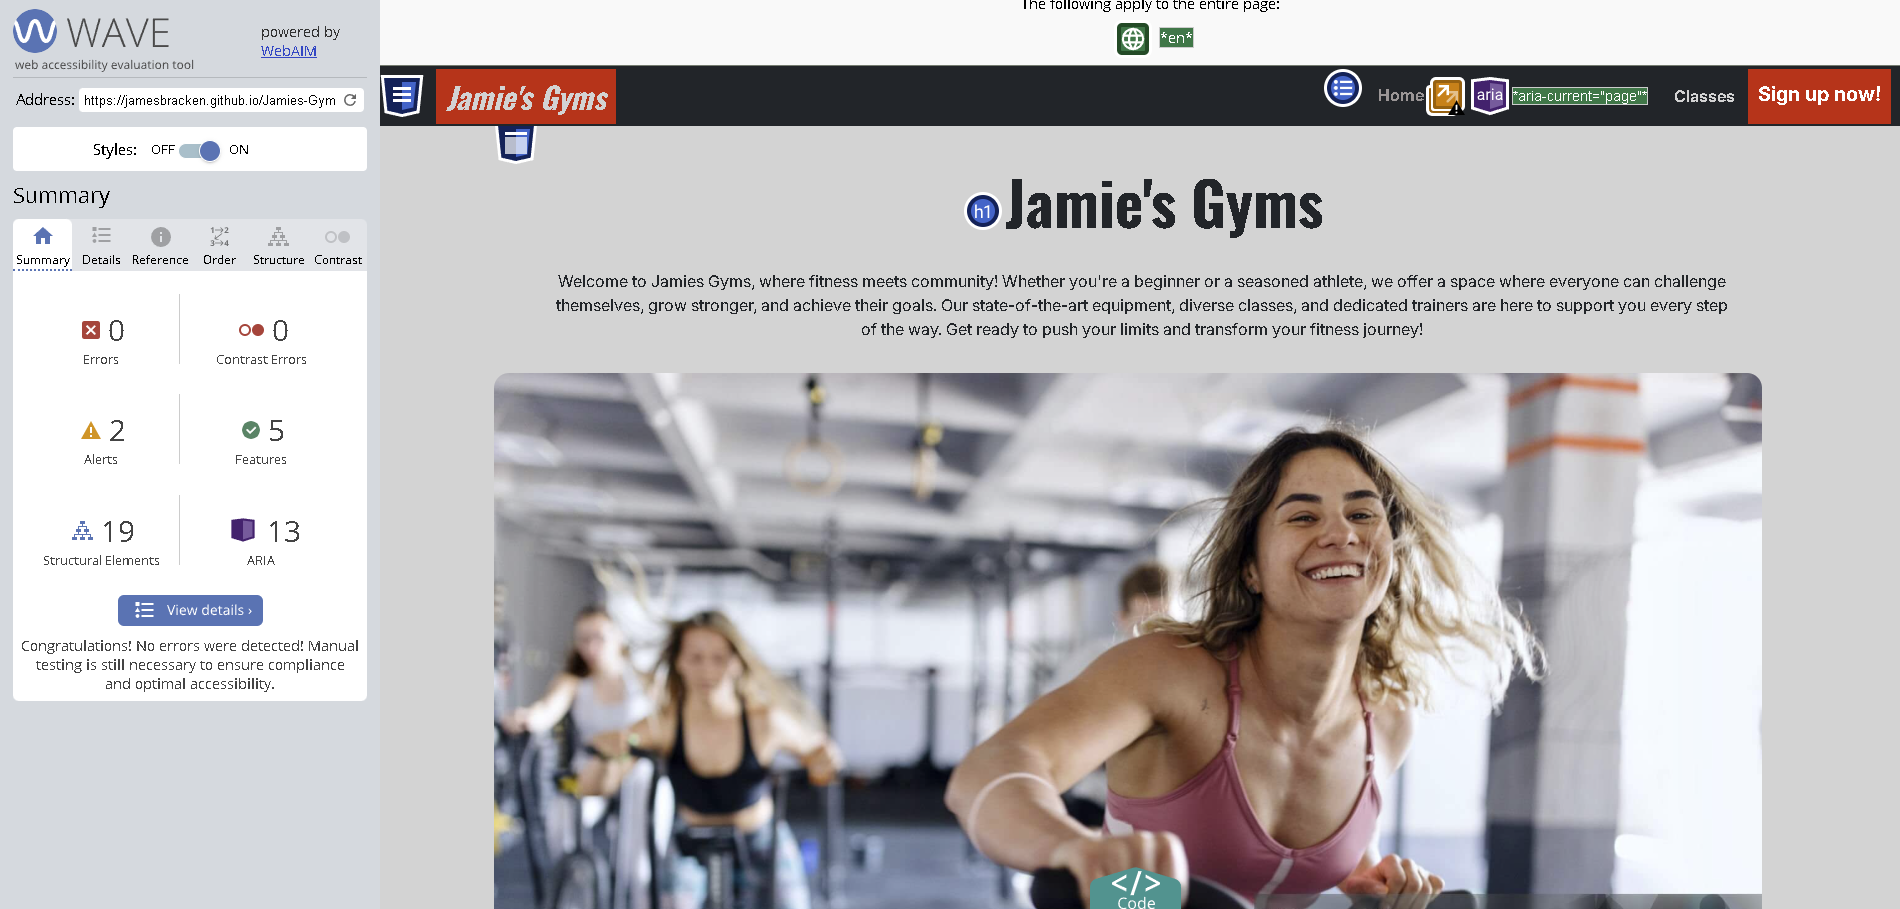 WAVE
powered by
WebAIM
web accessibility evaluation tool
Address: https://jamesbracken.github.io/Jamies-Gym
Styles: OFF ON
Summary
Summary Details Reference Order Structure Contrast
0 Errors
0 Contrast Errors
2 Alerts
5 Features
19 Structural Elements
13 ARIA
View details ›
Congratulations! No errors were detected! Manual
testing is still necessary to ensure compliance
and optimal accessibility.
The following apply to the entire page:
*en*
Jamie's Gyms
Home aria *aria-current="page"* Classes Sign up now!
h1 Jamie's Gyms
Welcome to Jamies Gyms, where fitness meets community! Whether you're a beginner or a seasoned athlete, we offer a space where everyone can challenge
themselves, grow stronger, and achieve their goals. Our state-of-the-art equipment, diverse classes, and dedicated trainers are here to support you every step
of the way. Get ready to push your limits and transform your fitness journey!
</>
Code